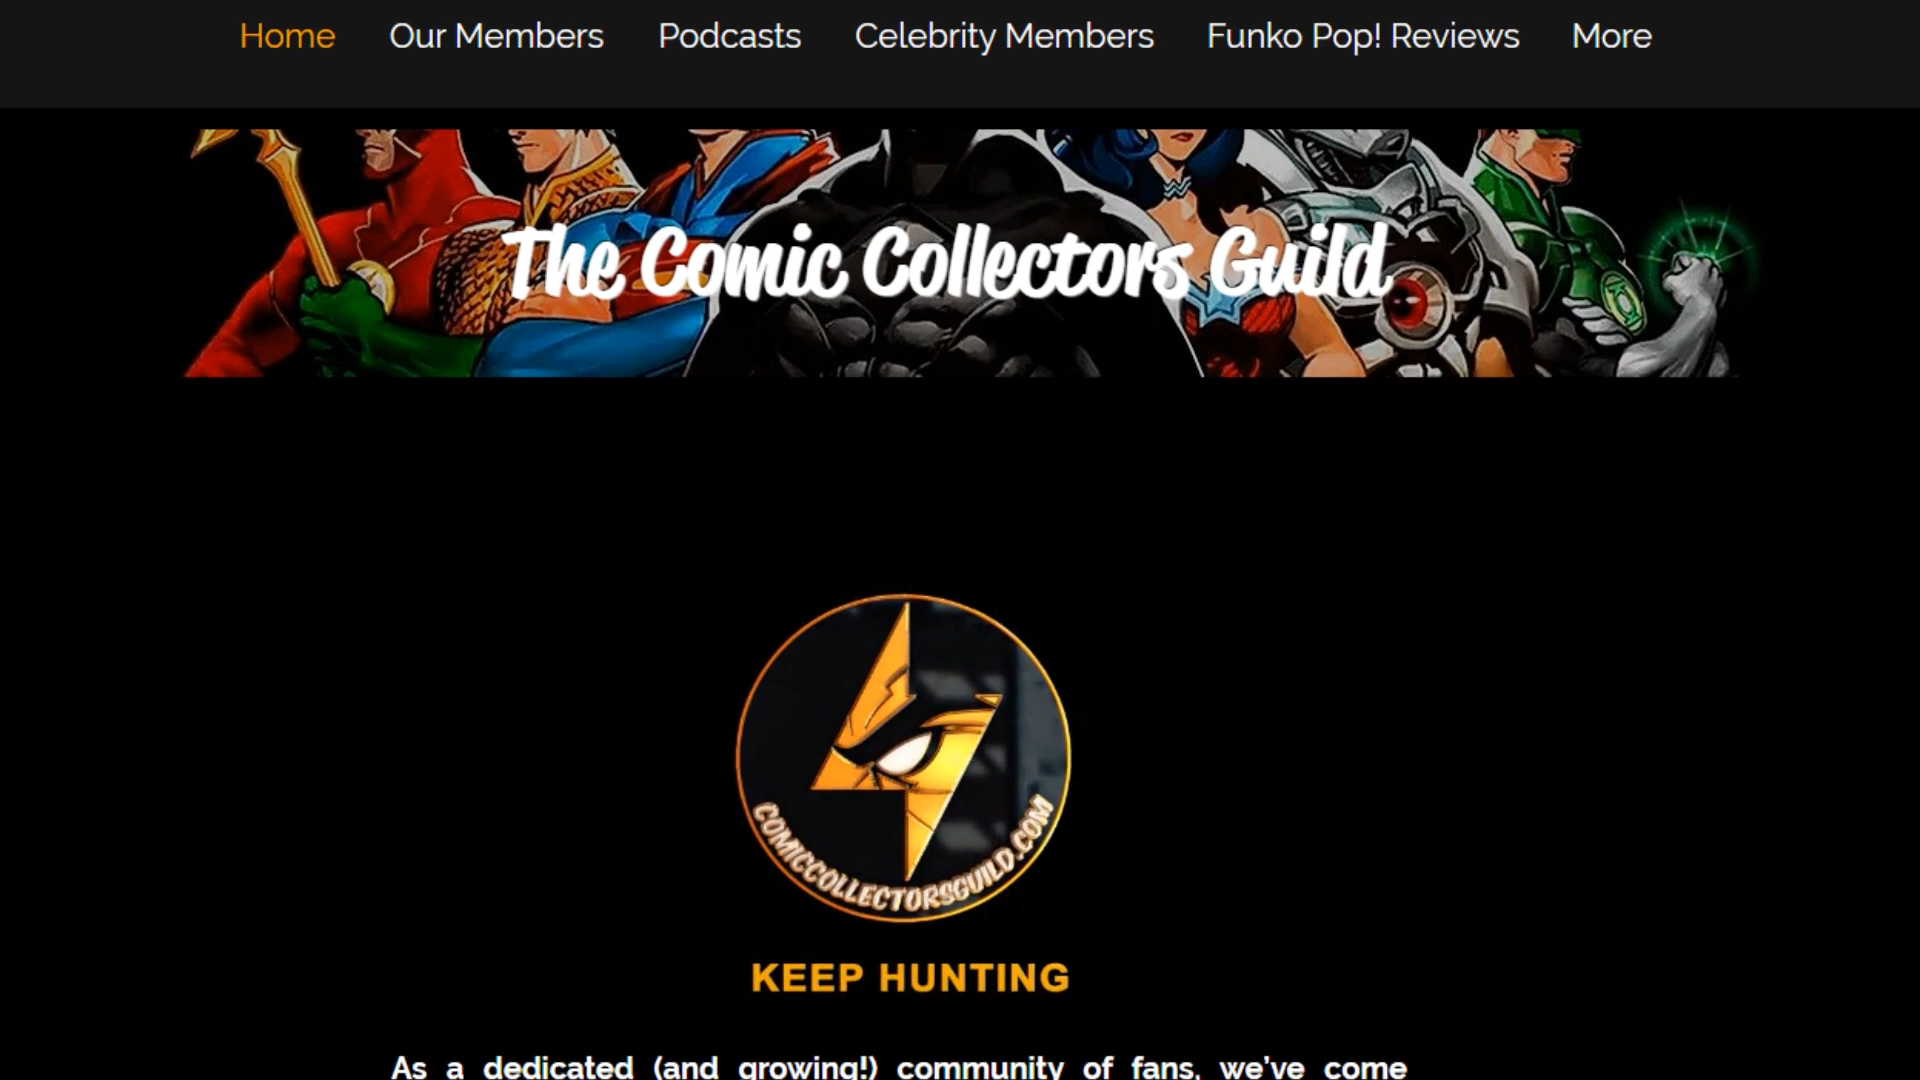 Home Our Members Podcasts Celebrity Members Funko Pop! Reviews More
The Comic Collectors Guild
COMICCOLLECTORSGUILD.COM
KEEP HUNTING
As a dedicated (and growing!) community of fans, we've come